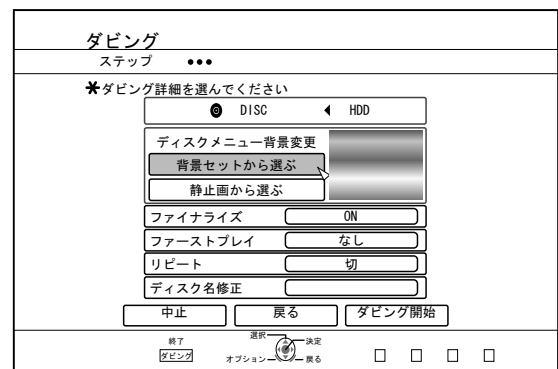 ダビング
ステップ
*ダビング詳細を選んでください
DISC ◀ HDD
ディスクメニュー背景変更
背景セットから選ぶ
静止画から選ぶ
ファイナライズ ON
ファーストプレイ なし
リピート 切
ディスク名修正
中止 戻る ダビング開始
終了 選択 決定
ダビング オプション 戻る